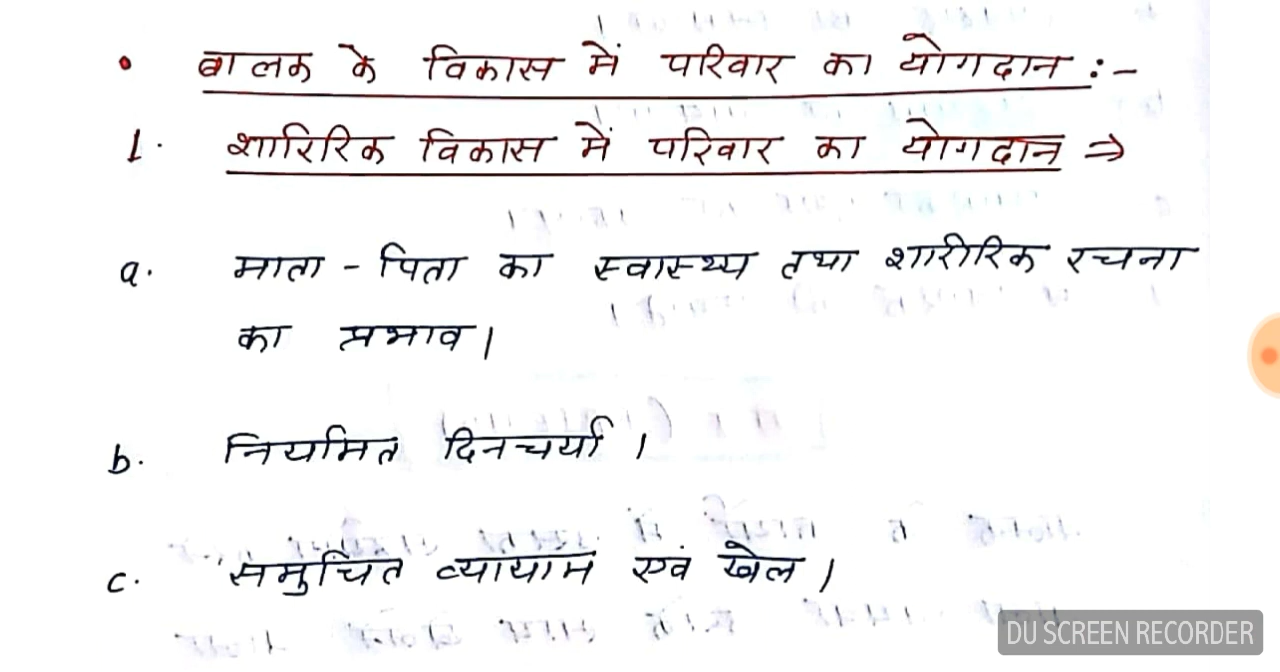 • बालक के विकास में परिवार का योगदान :-
1. शारिरिक विकास में परिवार का योगदान ⇒
a. माता - पिता का स्वास्थ्य तथा शारीरिक रचना
का प्रभाव।
b. नियमित दिनचर्या।
c. समुचित व्यायाम एवं खेल।
DU SCREEN RECORDER